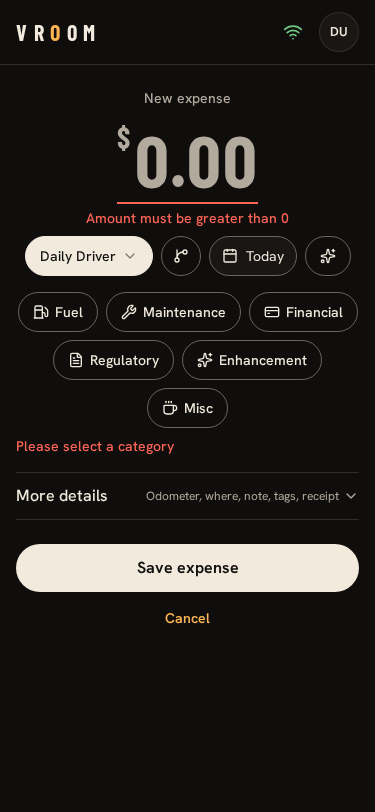 VROOM
DU
New expense
$0.00
Amount must be greater than 0
Daily Driver
Today
Fuel
Maintenance
Financial
Regulatory
Enhancement
Misc
Please select a category
More details
Odometer, where, note, tags, receipt
Save expense
Cancel